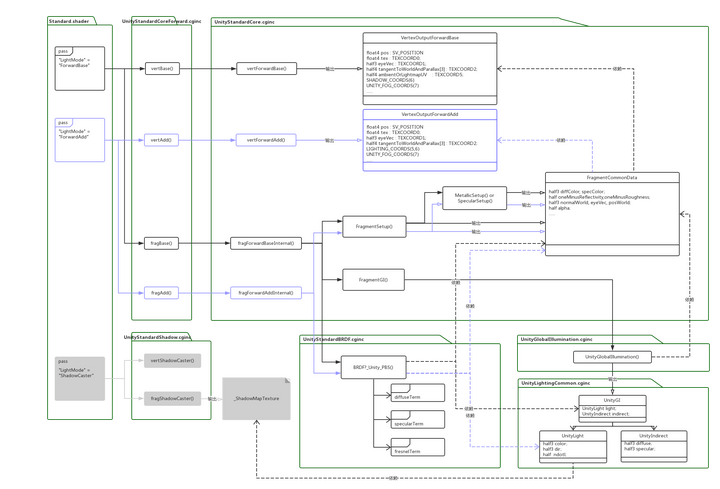 Standard.shader
UnityStandardCoreForward.cginc
UnityStandardCore.cginc
pass
"LightMode" =
"ForwardBase"
vertBase()
vertForwardBase()
输出
VertexOutputForwardBase
float4 pos : SV_POSITION
float4 tex : TEXCOORD0;
half3 eyeVec : TEXCOORD1;
half4 tangentToWorldAndParallax[3] : TEXCOORD2;
half4 ambientOrLightmapUV : TEXCOORD5;
SHADOW_COORDS(6)
UNITY_FOG_COORDS(7)
......
依赖
pass
"LightMode" =
"ForwardAdd"
vertAdd()
vertForwardAdd()
输出
VertexOutputForwardAdd
float4 pos : SV_POSITION
float4 tex : TEXCOORD0;
half3 eyeVec : TEXCOORD1;
half4 tangentToWorldAndParallax[3] : TEXCOORD2;
LIGHTING_COORDS(5,6)
UNITY_FOG_COORDS(7)
......
依赖
FragmentCommonData
half3 diffColor, specColor;
half oneMinusReflectivity,oneMinusRoughness;
half3 normalWorld, eyeVec, posWorld;
half alpha;
......
MetallicSetup() or
SpecularSetup()
输出
输出
FragmentSetup()
输出
输出
fragBase()
fragForwardBaseInternal()
FragmentGI()
依赖
fragAdd()
fragForwardAddInternal()
依赖
依赖
UnityStandardShadow.cginc
UnityStandardBRDF.cginc
UnityGlobalIllumination.cginc
pass
"LightMode" =
"ShadowCaster"
vertShadowCaster()
fragShadowCaster()
输出
_ShadowMapTexture
BRDF?_Unity_PBS()
diffuseTerm
specularTerm
fresnelTerm
UnityGlobalIllumination()
输出
UnityLightingCommon.cginc
UnityGI
UnityLight light;
UnityIndirect indirect;
依赖
依赖
UnityLight
half3 color;
half3 dir;
half ndotl;
UnityIndirect
half3 diffuse;
half3 specular;
依赖